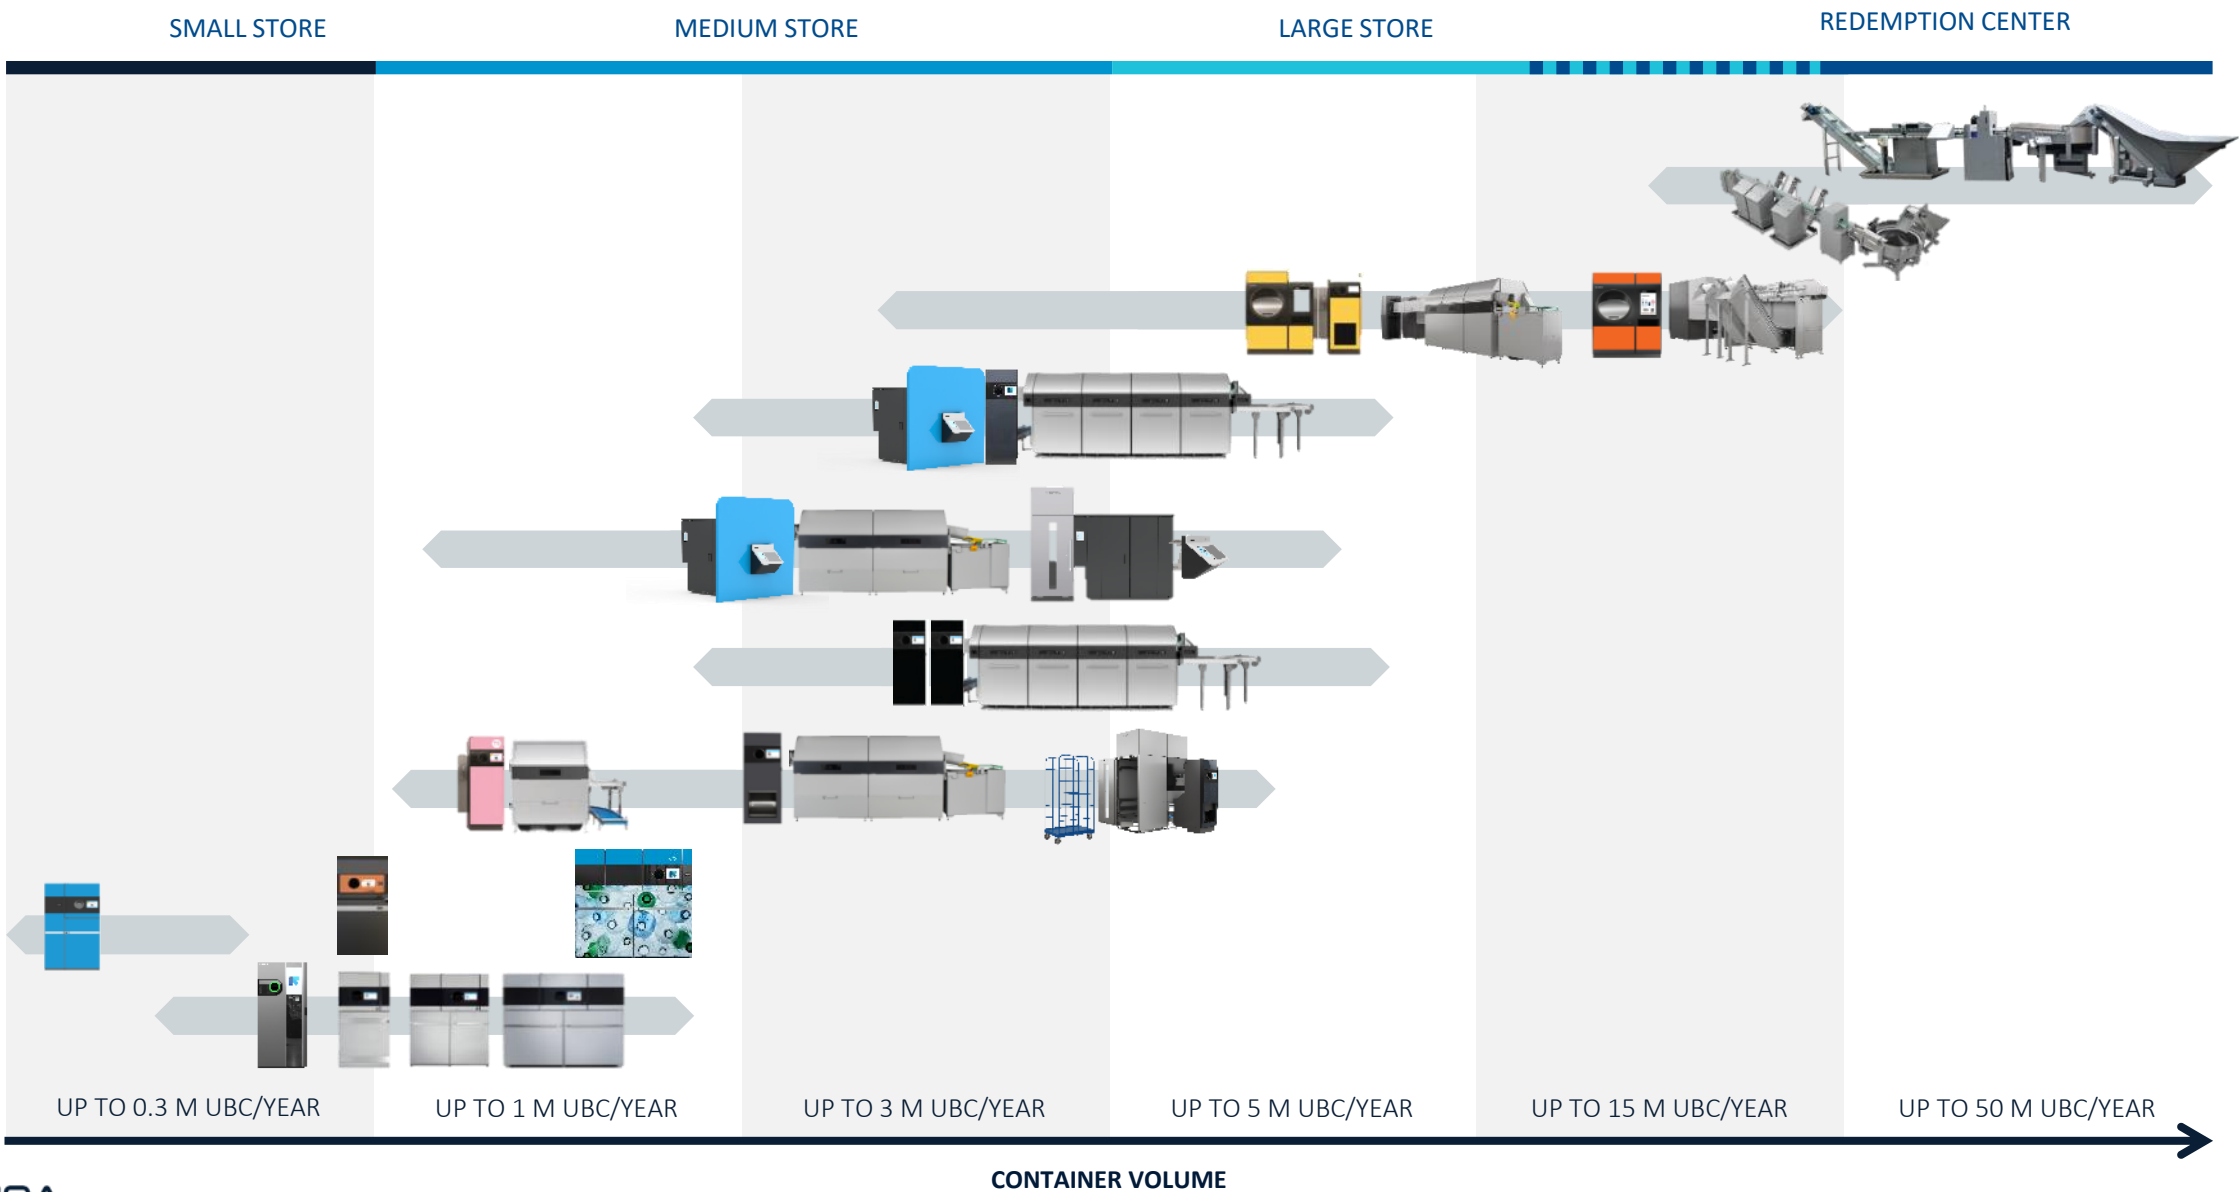 SMALL STORE
MEDIUM STORE
LARGE STORE
REDEMPTION CENTER
UP TO 0.3 M UBC/YEAR
UP TO 1 M UBC/YEAR
UP TO 3 M UBC/YEAR
UP TO 5 M UBC/YEAR
UP TO 15 M UBC/YEAR
UP TO 50 M UBC/YEAR
CONTAINER VOLUME